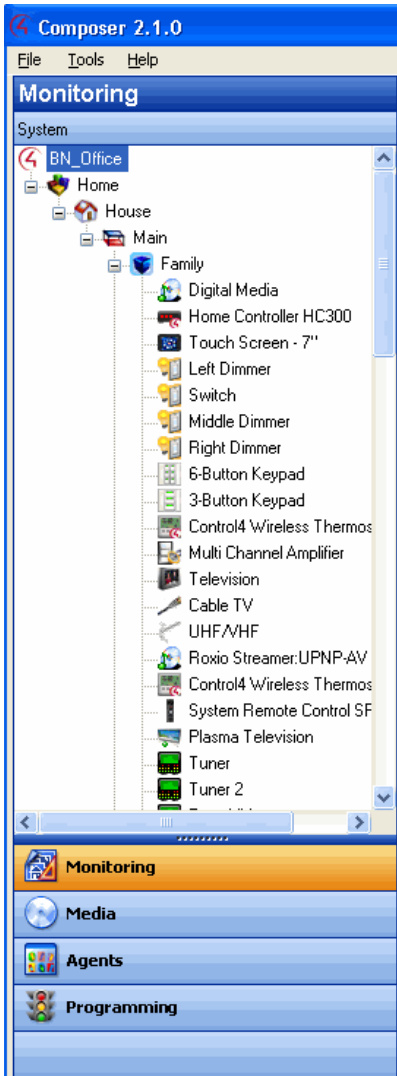 Composer 2.1.0
File Tools Help
Monitoring
System
BN_Office
Home
House
Main
Family
Digital Media
Home Controller HC300
Touch Screen - 7"
Left Dimmer
Switch
Middle Dimmer
Right Dimmer
6-Button Keypad
3-Button Keypad
Control4 Wireless Thermos
Multi Channel Amplifier
Television
Cable TV
UHF/VHF
Roxio Streamer:UPNP-AV
Control4 Wireless Thermos
System Remote Control SF
Plasma Television
Tuner
Tuner 2
Monitoring
Media
Agents
Programming